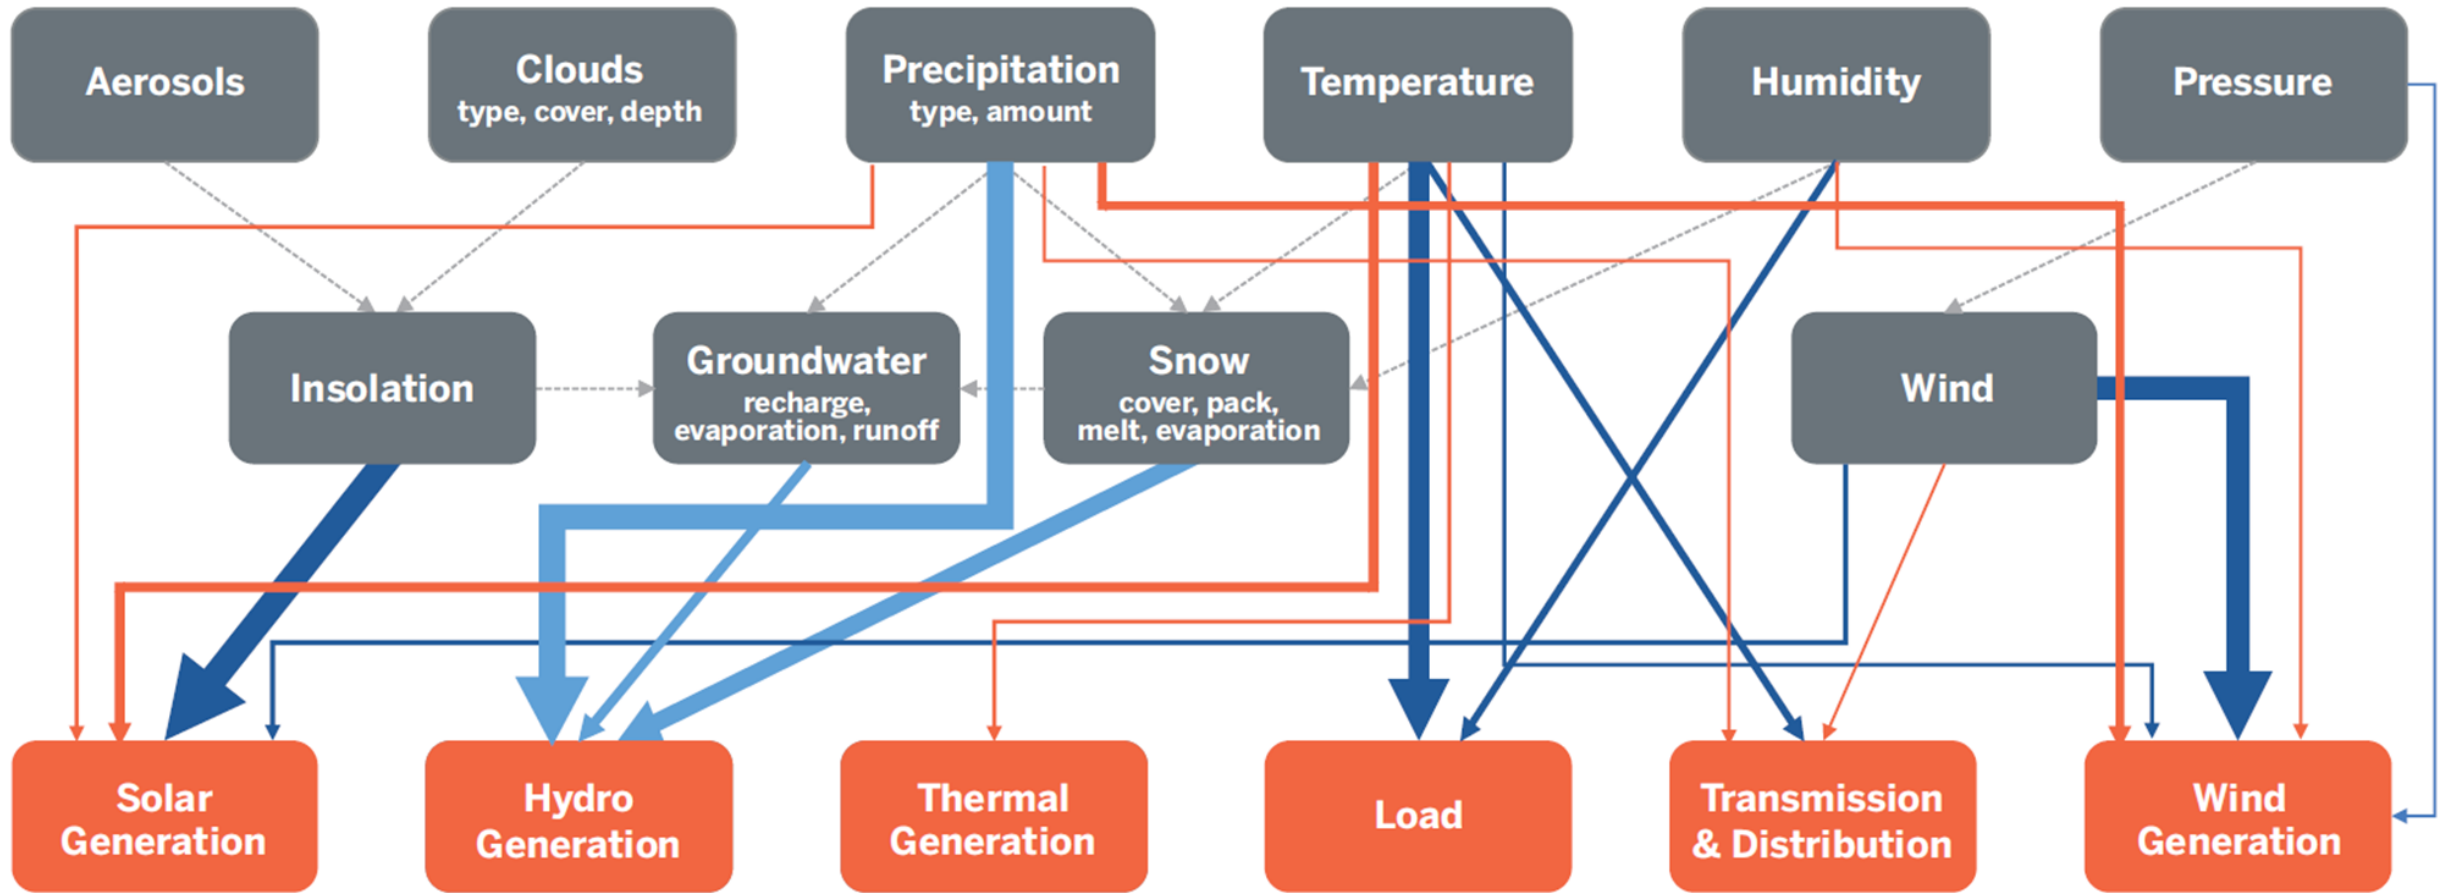 Aerosols
Clouds
type, cover, depth
Precipitation
type, amount
Temperature
Humidity
Pressure
Insolation
Groundwater
recharge,
evaporation, runoff
Snow
cover, pack,
melt, evaporation
Wind
Solar
Generation
Hydro
Generation
Thermal
Generation
Load
Transmission
& Distribution
Wind
Generation